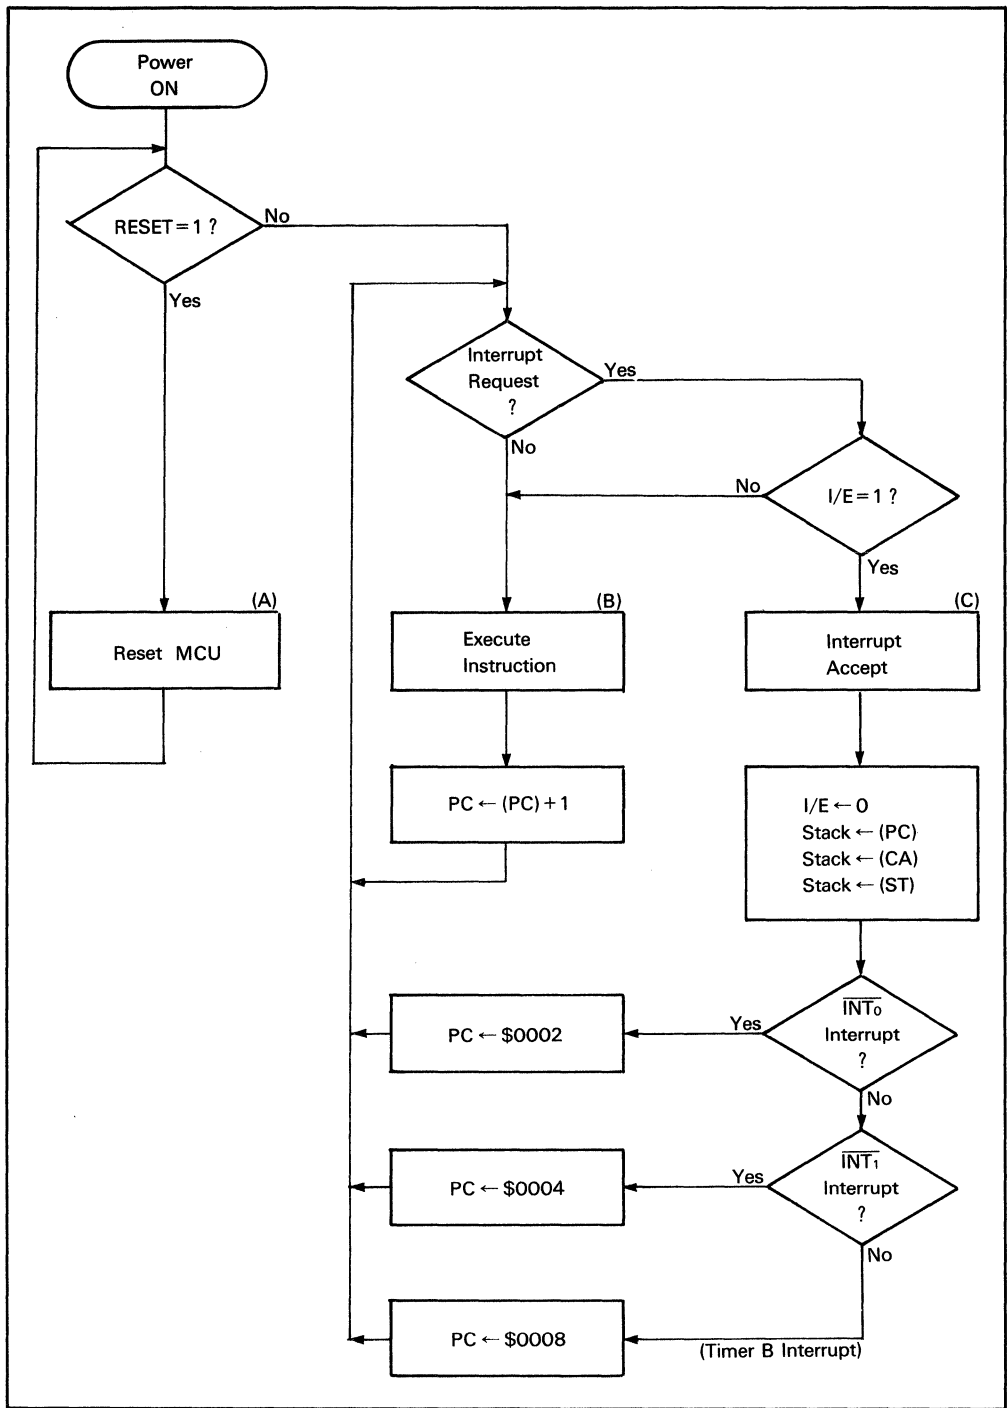 Power
ON
RESET = 1 ?
No
Yes
Interrupt
Request
?
Yes
No
I/E = 1 ?
No
Yes
(A)
Reset MCU
(B)
Execute
Instruction
(C)
Interrupt
Accept
PC ← (PC) + 1
I/E ← 0
Stack ← (PC)
Stack ← (CA)
Stack ← (ST)
I̅N̅T̅₀
Interrupt
?
Yes
PC ← $0002
No
I̅N̅T̅₁
Interrupt
?
Yes
PC ← $0004
No
PC ← $0008
(Timer B Interrupt)